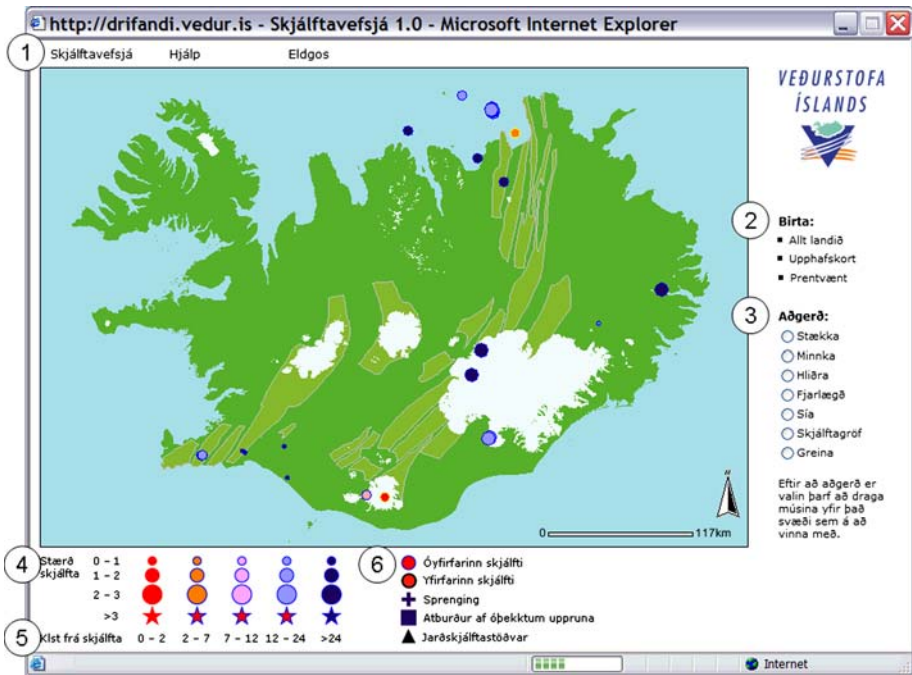 http://drifandi.vedur.is - Skjálftavefsjá 1.0 - Microsoft Internet Explorer
1
Skjálftavefsjá Hjálp Eldgos
VEÐURSTOFA
ÍSLANDS
2
Birta:
Allt landið
Upphafskort
Prentvænt
3
Aðgerð:
Stækka
Minnka
Hliðra
Fjarlægð
Sía
Skjálftagröf
Greina
Eftir að aðgerð er
valin þarf að draga
músina yfir það
svæði sem á að
vinna með.
N
0 117km
4
Stærð 0 - 1
skjálfta 1 - 2
2 - 3
>3
5
Klst frá skjálfta 0 - 2 2 - 7 7 - 12 12 - 24 >24
6
Óyfirfarinn skjálfti
Yfirfarinn skjálfti
Sprenging
Atburður af óþekktum uppruna
Jarðskjálftastöðvar
Internet